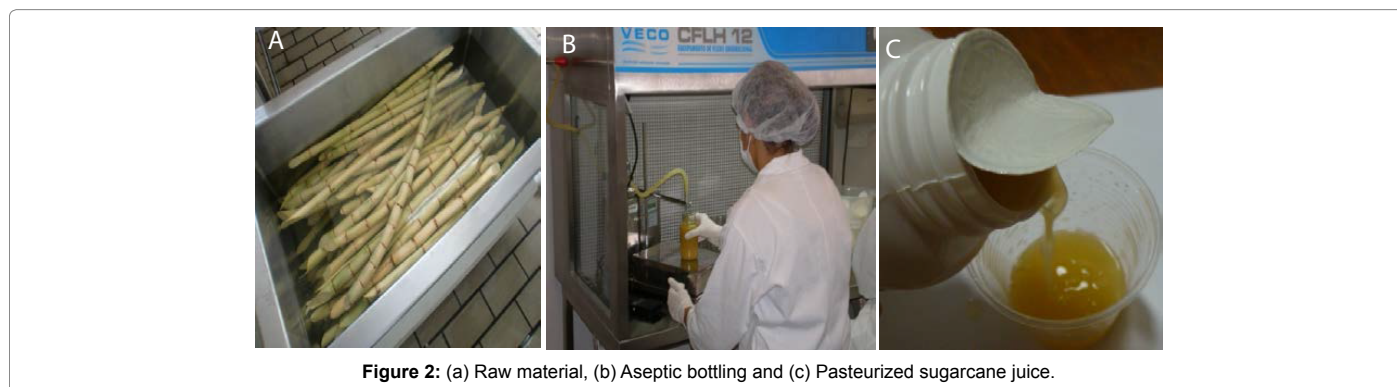 A
B
C
VECO
CFLH 12
Figure 2: (a) Raw material, (b) Aseptic bottling and (c) Pasteurized sugarcane juice.